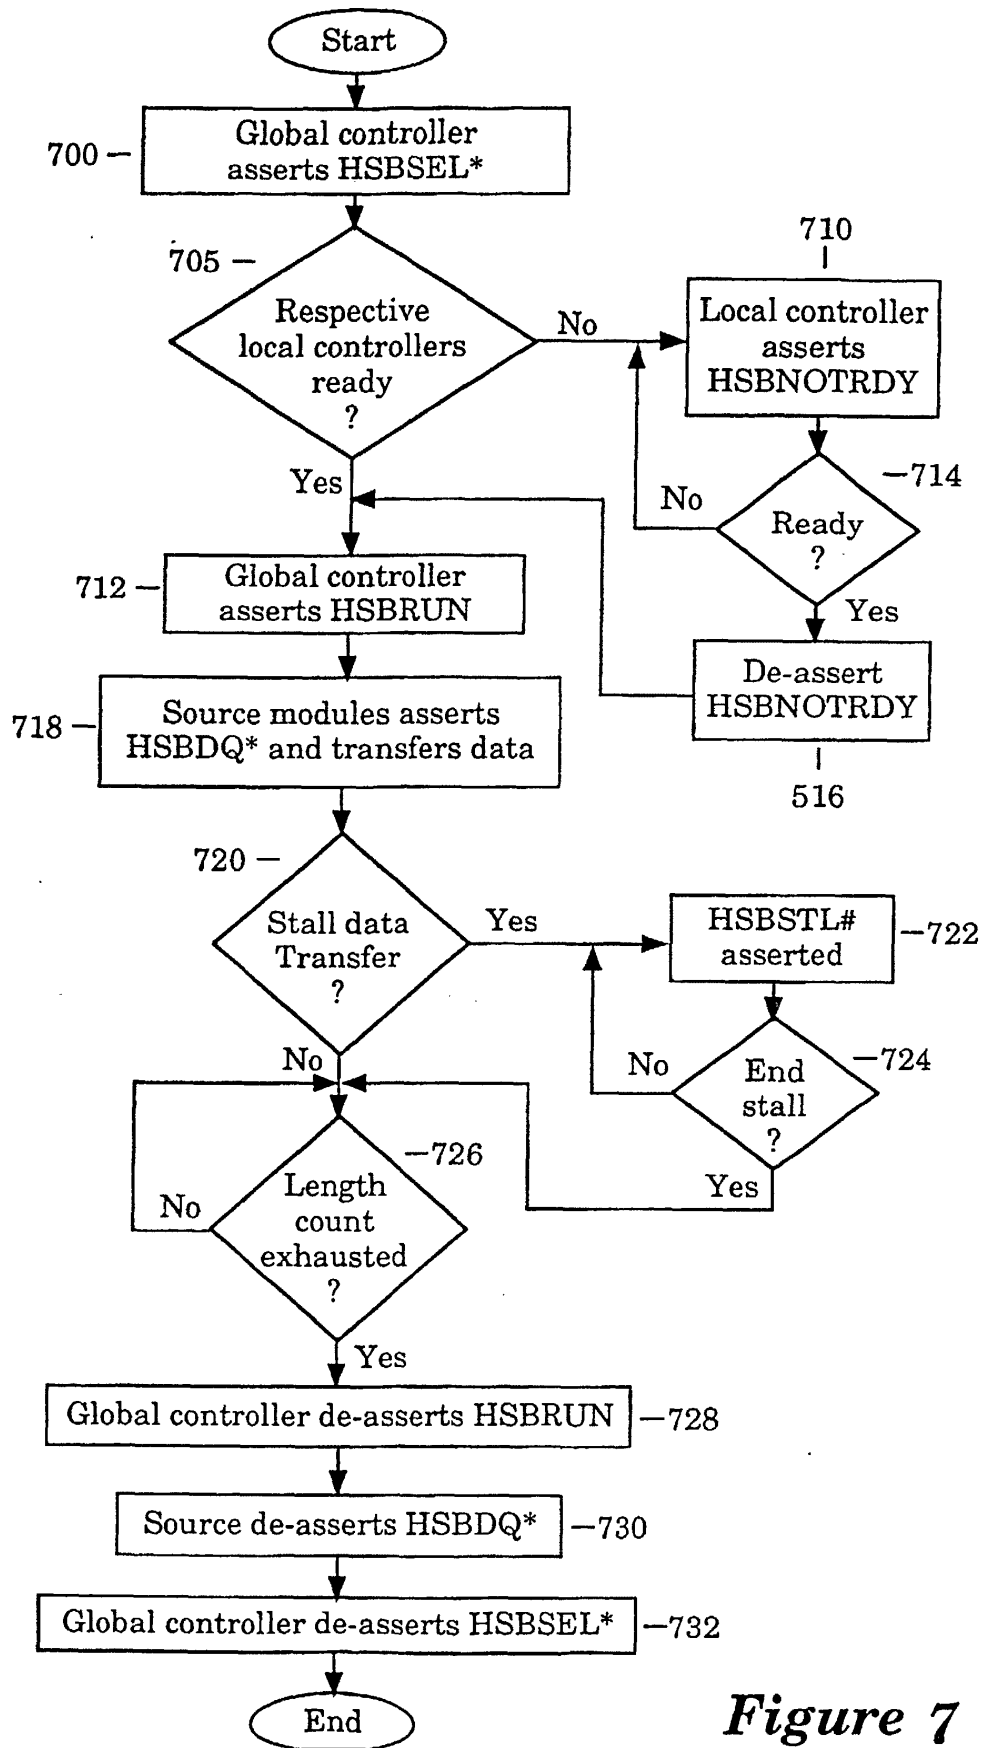 Start
700
Global controller
asserts HSBSEL*
705
Respective
local controllers
ready
?
No
710
Local controller
asserts
HSBNOTRDY
714
Ready
?
No
Yes
De-assert
HSBNOTRDY
516
Yes
712
Global controller
asserts HSBRUN
718
Source modules asserts
HSBDQ* and transfers data
720
Stall data
Transfer
?
Yes
HSBSTL#
asserted
722
724
End
stall
?
No
Yes
No
726
Length
count
exhausted
?
No
Yes
Global controller de-asserts HSBRUN
728
Source de-asserts HSBDQ*
730
Global controller de-asserts HSBSEL*
732
End
Figure 7